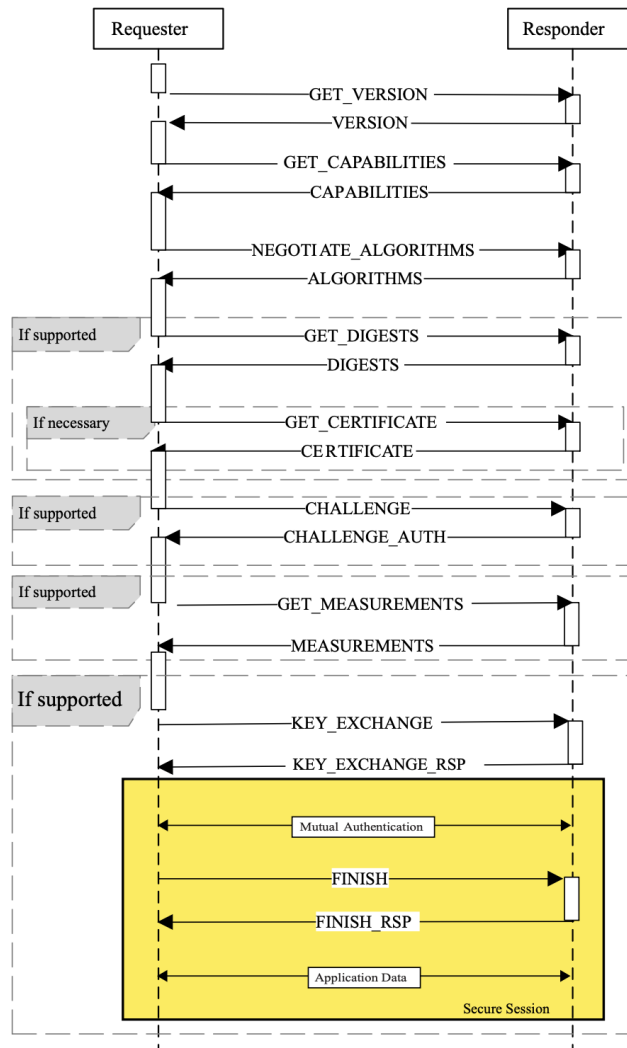 Requester
Responder
GET_VERSION
VERSION
GET_CAPABILITIES
CAPABILITIES
NEGOTIATE_ALGORITHMS
ALGORITHMS
If supported
GET_DIGESTS
DIGESTS
If necessary
GET_CERTIFICATE
CERTIFICATE
If supported
CHALLENGE
CHALLENGE_AUTH
If supported
GET_MEASUREMENTS
MEASUREMENTS
If supported
KEY_EXCHANGE
KEY_EXCHANGE_RSP
Mutual Authentication
FINISH
FINISH_RSP
Application Data
Secure Session